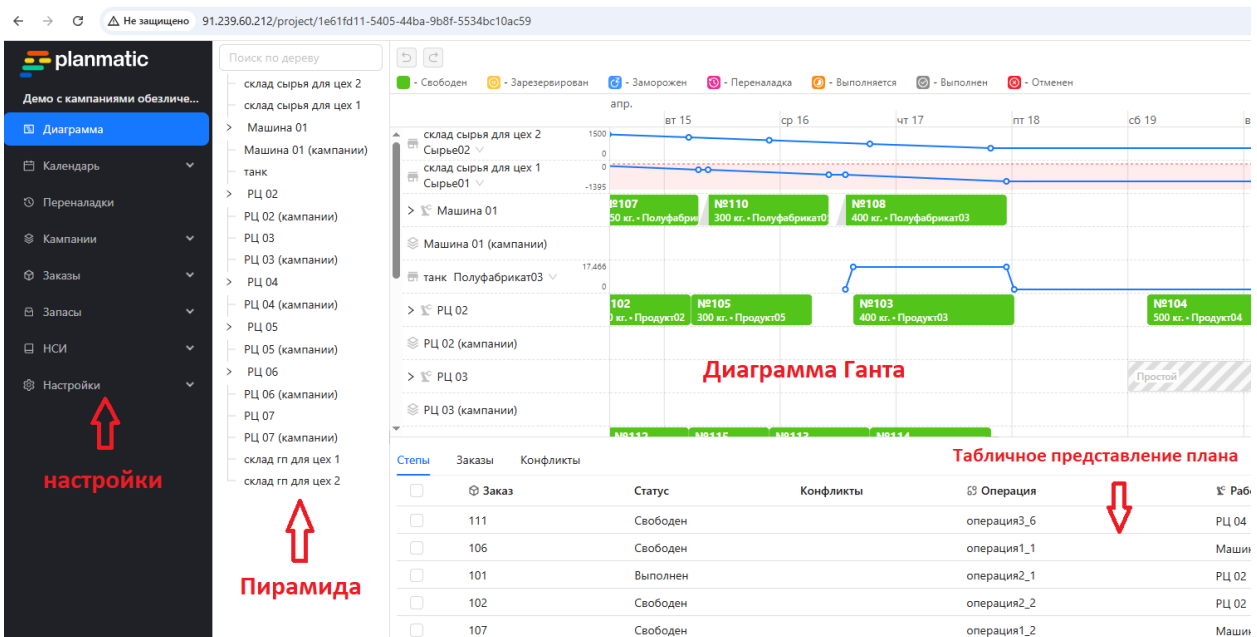 Не защищено 91.239.60.212/project/1e61fd11-5405-44ba-9b8f-5534bc10ac59
planmatic
Демо с кампаниями обезличе...
Диаграмма
Календарь
Переналадки
Кампании
Заказы
Запасы
НСИ
Настройки
настройки
Поиск по дереву
склад сырья для цех 2
склад сырья для цех 1
Машина 01
Машина 01 (кампании)
танк
РЦ 02
РЦ 02 (кампании)
РЦ 03
РЦ 03 (кампании)
РЦ 04
РЦ 04 (кампании)
РЦ 05
РЦ 05 (кампании)
РЦ 06
РЦ 06 (кампании)
РЦ 07
РЦ 07 (кампании)
склад гп для цех 1
склад гп для цех 2
Пирамида
- Свободен - Зарезервирован - Заморожен - Переналадка - Выполняется - Выполнен - Отменен
апр.
вт 15 ср 16 чт 17 пт 18 сб 19 в
склад сырья для цех 2 1500
Сырье02 0
склад сырья для цех 1 0
Сырье01 -1395
Машина 01
№107 №110 №108
50 кг. • Полуфабри 300 кг. • Полуфабрикат0 400 кг. • Полуфабрикат03
Машина 01 (кампании)
17.466
танк Полуфабрикат03
0
РЦ 02
102 №105 №103 №104
кг. • Продукт02 300 кг. • Продукт05 400 кг. • Продукт03 500 кг. • Продукт04
РЦ 02 (кампании)
Диаграмма Ганта
РЦ 03 Простой
РЦ 03 (кампании)
№112 №115 №113 №114
Степы Заказы Конфликты
Табличное представление плана
Заказ Статус Конфликты Операция Раб
111 Свободен операция3_6 РЦ 04
106 Свободен операция1_1 Машин
101 Выполнен операция2_1 РЦ 02
102 Свободен операция2_2 РЦ 02
107 Свободен операция1_2 Машин